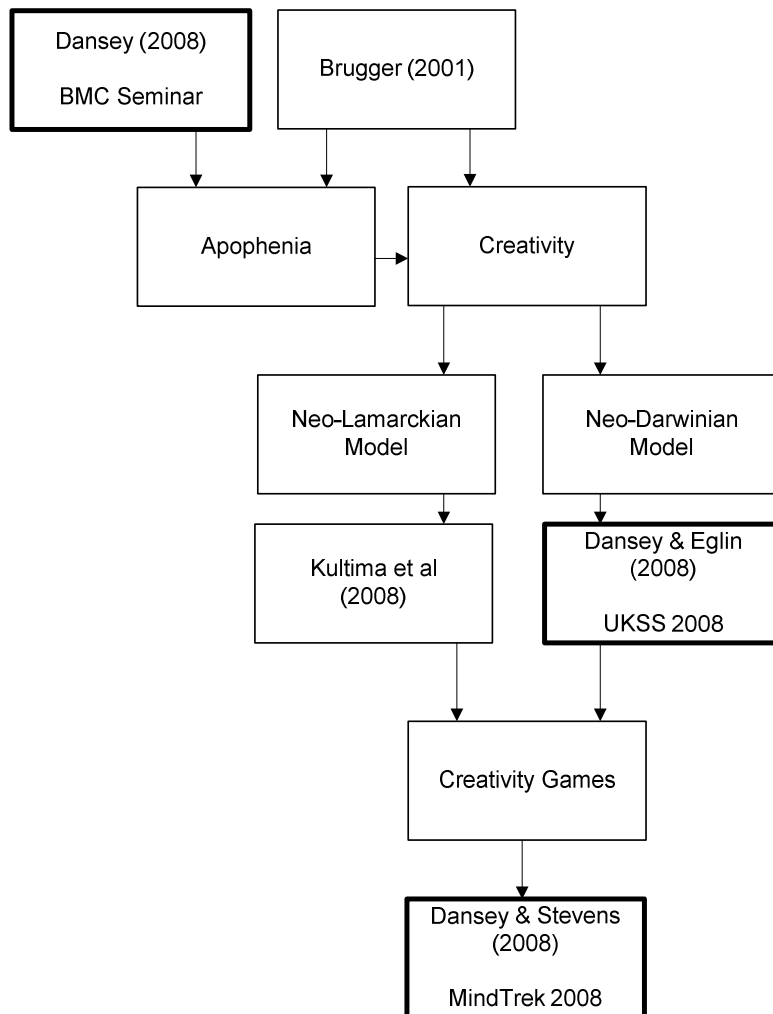 Dansey (2008)
BMC Seminar
Brugger (2001)
Apophenia
Creativity
Neo-Lamarckian
Model
Neo-Darwinian
Model
Kultima et al
(2008)
Dansey & Eglin
(2008)
UKSS 2008
Creativity Games
Dansey & Stevens
(2008)
MindTrek 2008